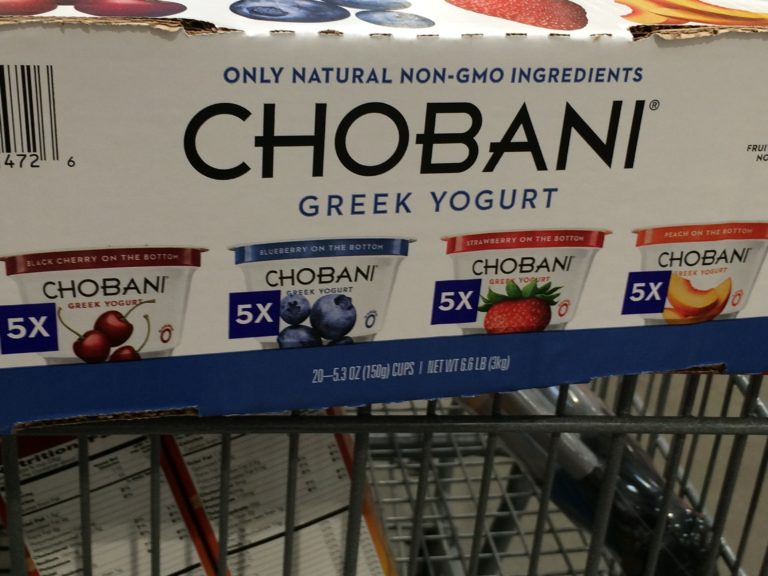 ONLY NATURAL NON-GMO INGREDIENTS
CHOBANI®
GREEK YOGURT
472 6
BLACK CHERRY ON THE BOTTOM
CHOBANI
GREEK YOGURT
5X
BLUEBERRY ON THE BOTTOM
CHOBANI
GREEK YOGURT
5X
STRAWBERRY ON THE BOTTOM
CHOBANI
GREEK YOGURT
5X
PEACH ON THE BOTTOM
CHOBANI
GREEK YOGURT
5X
20—5.3 OZ (150g) CUPS | NET WT 6.6 LB (3kg)